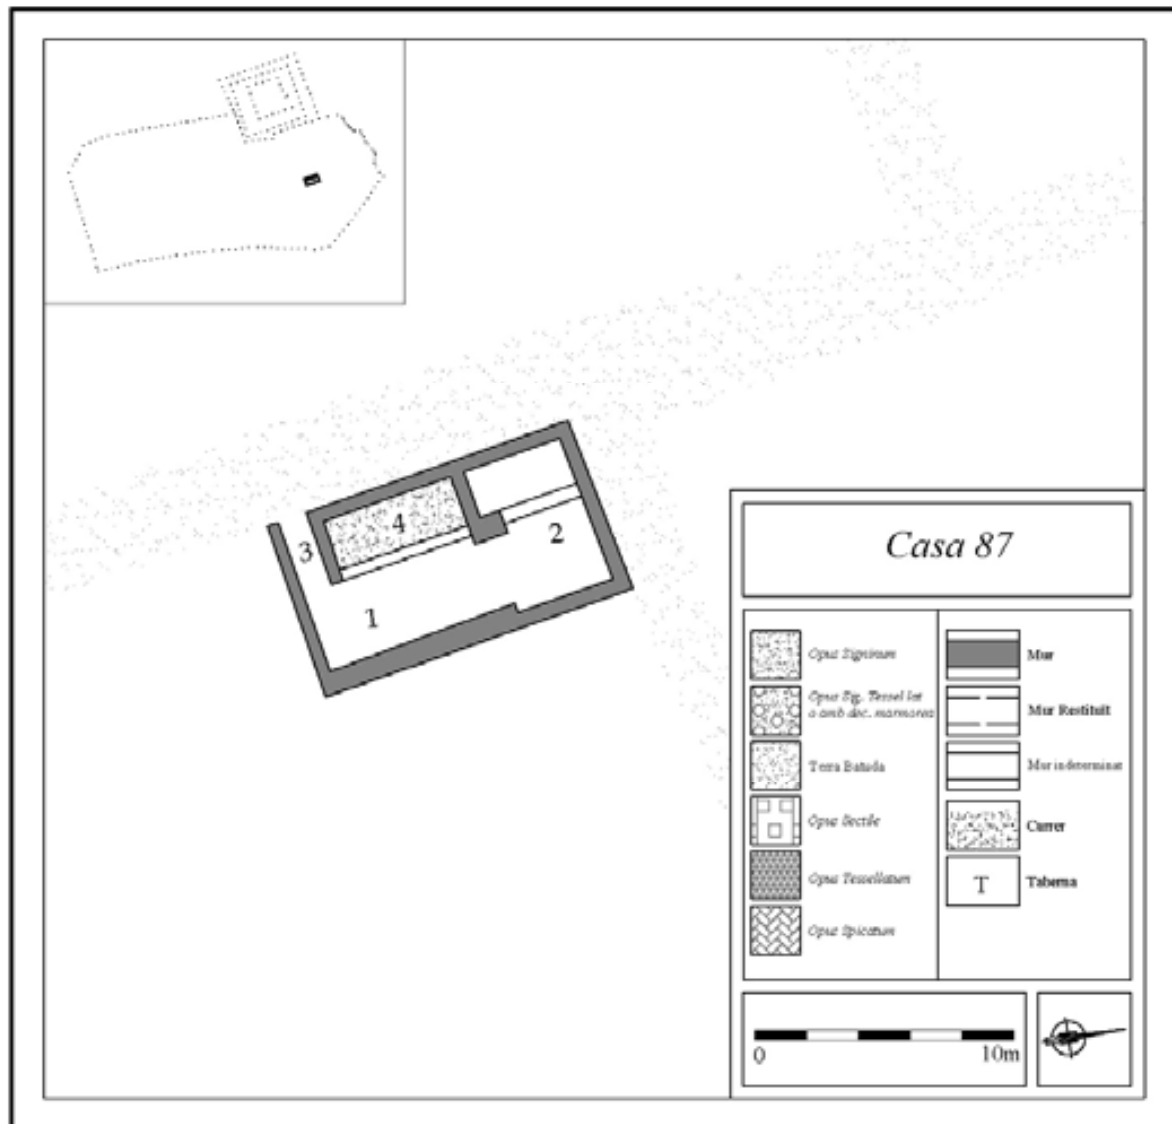 Casa 87
3
4
2
1
Opus Signinum
Opus Sig. Tessel·lat
o amb dec. marmorea
Terra Batuda
Opus Sectile
Opus Tessellatum
Opus Spicatum
Mur
Mur Restituït
Mur indeterminat
Carrer
T
Taberna
0
10m